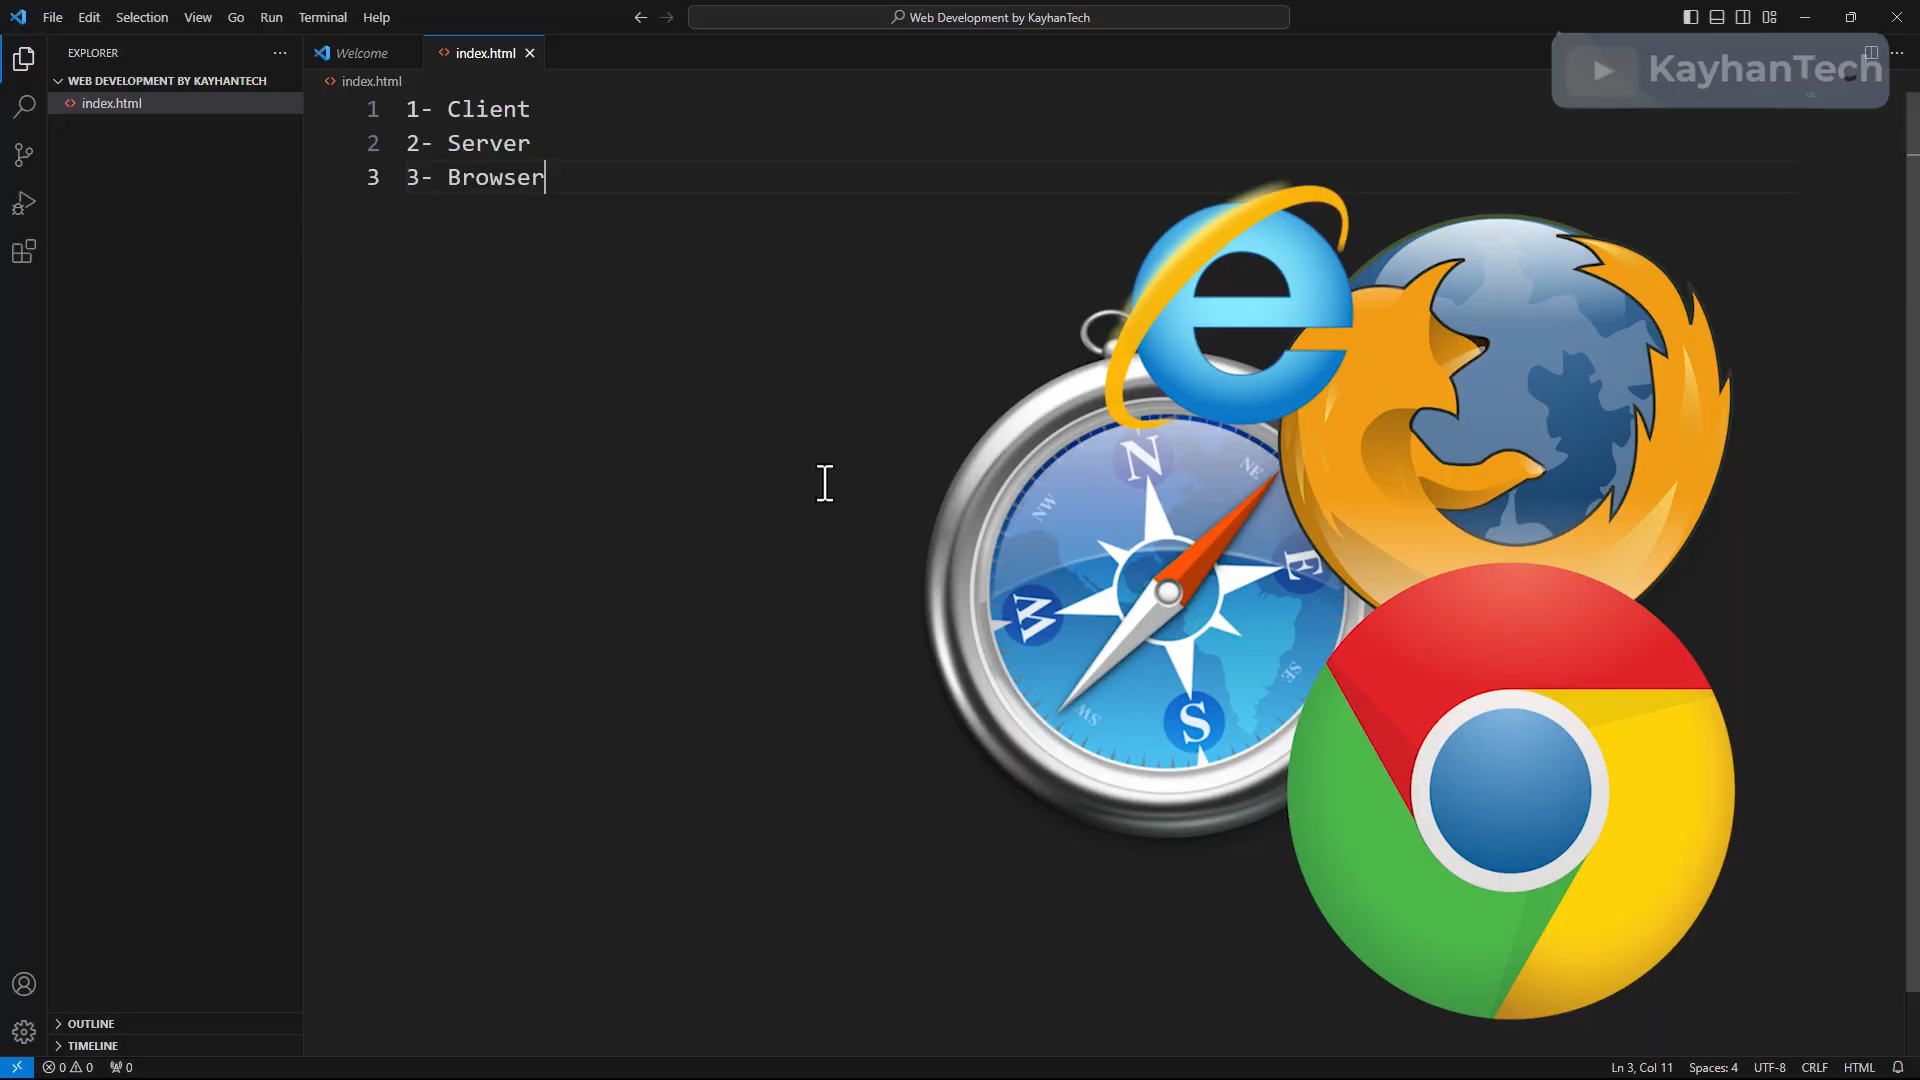 File Edit Selection View Go Run Terminal Help
Web Development by KayhanTech
EXPLORER
Welcome
index.html
KayhanTech
WEB DEVELOPMENT BY KAYHANTECH
index.html
index.html
1 1- Client
2 2- Server
3 3- Browser
N
NE
NW
E
W
SE
SW
S
OUTLINE
TIMELINE
0 0 0
Ln 3, Col 11 Spaces: 4 UTF-8 CRLF HTML